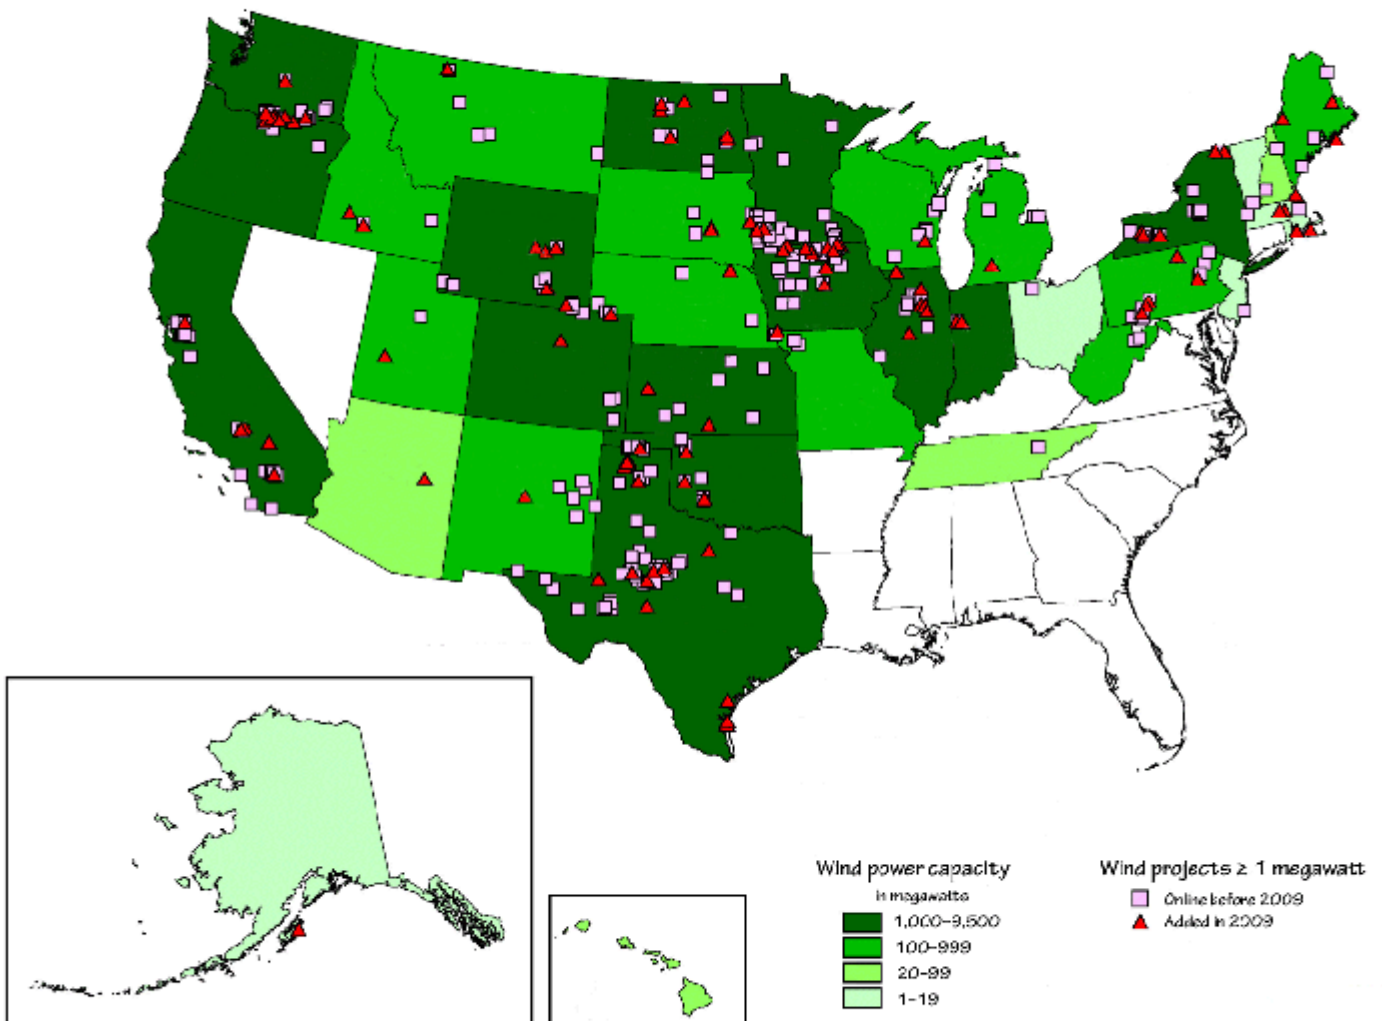 Wind power capacity
in megawatts
1,000-9,500
100-999
20-99
1-19
Wind projects ≥ 1 megawatt
Online before 2009
Added in 2009